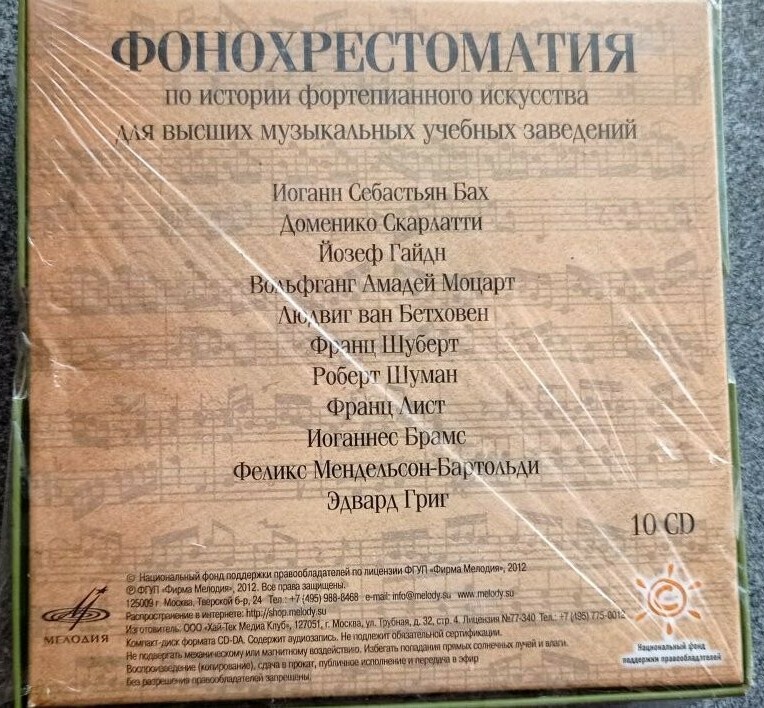 ФОНОХРЕСТОМАТИЯ
по истории фортепианного искусства
для высших музыкальных учебных заведений
Иоганн Себастьян Бах
Доменико Скарлатти
Йозеф Гайдн
Вольфганг Амадей Моцарт
Людвиг ван Бетховен
Франц Шуберт
Роберт Шуман
Франц Лист
Иоганнес Брамс
Феликс Мендельсон-Бартольди
Эдвард Григ
10 CD
© Национальный фонд поддержки правообладателей по лицензии ФГУП «Фирма Мелодия», 2012
℗ ФГУП «Фирма Мелодия», 2012. Все права защищены.
125009 г. Москва, Тверской б-р, 24 Тел.: +7 (495) 988-8468 e-mail: info@melody.su www.melody.su
Распространение в интернете: http://shop.melody.su
Изготовитель: ООО «Хай-Тек Медиа Клуб», 127051, г. Москва, ул. Трубная, д. 32, стр. 4. Лицензия №77-340 Тел.: +7 (495) 775-0012
Компакт-диск формата CD-DA. Содержит аудиозапись. Не подлежит обязательной сертификации.
Не подвергать механическому или магнитному воздействию. Избегать попадания прямых солнечных лучей и влаги.
Воспроизведение (копирование), сдача в прокат, публичное исполнение и передача в эфир
без разрешения правообладателей запрещены.
МЕЛОДИЯ
Национальный фонд
поддержки правообладателей